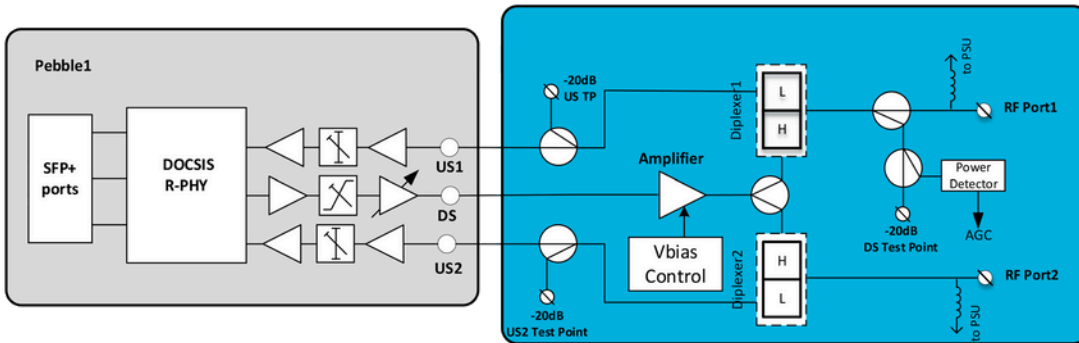 Pebble1
SFP+
ports
DOCSIS
R-PHY
US1
DS
US2
-20dB
US TP
Amplifier
Vbias
Control
-20dB
US2 Test Point
Diplexer1
L
H
Diplexer2
H
L
to PSU
RF Port1
Power
Detector
AGC
-20dB
DS Test Point
RF Port2
to PSU